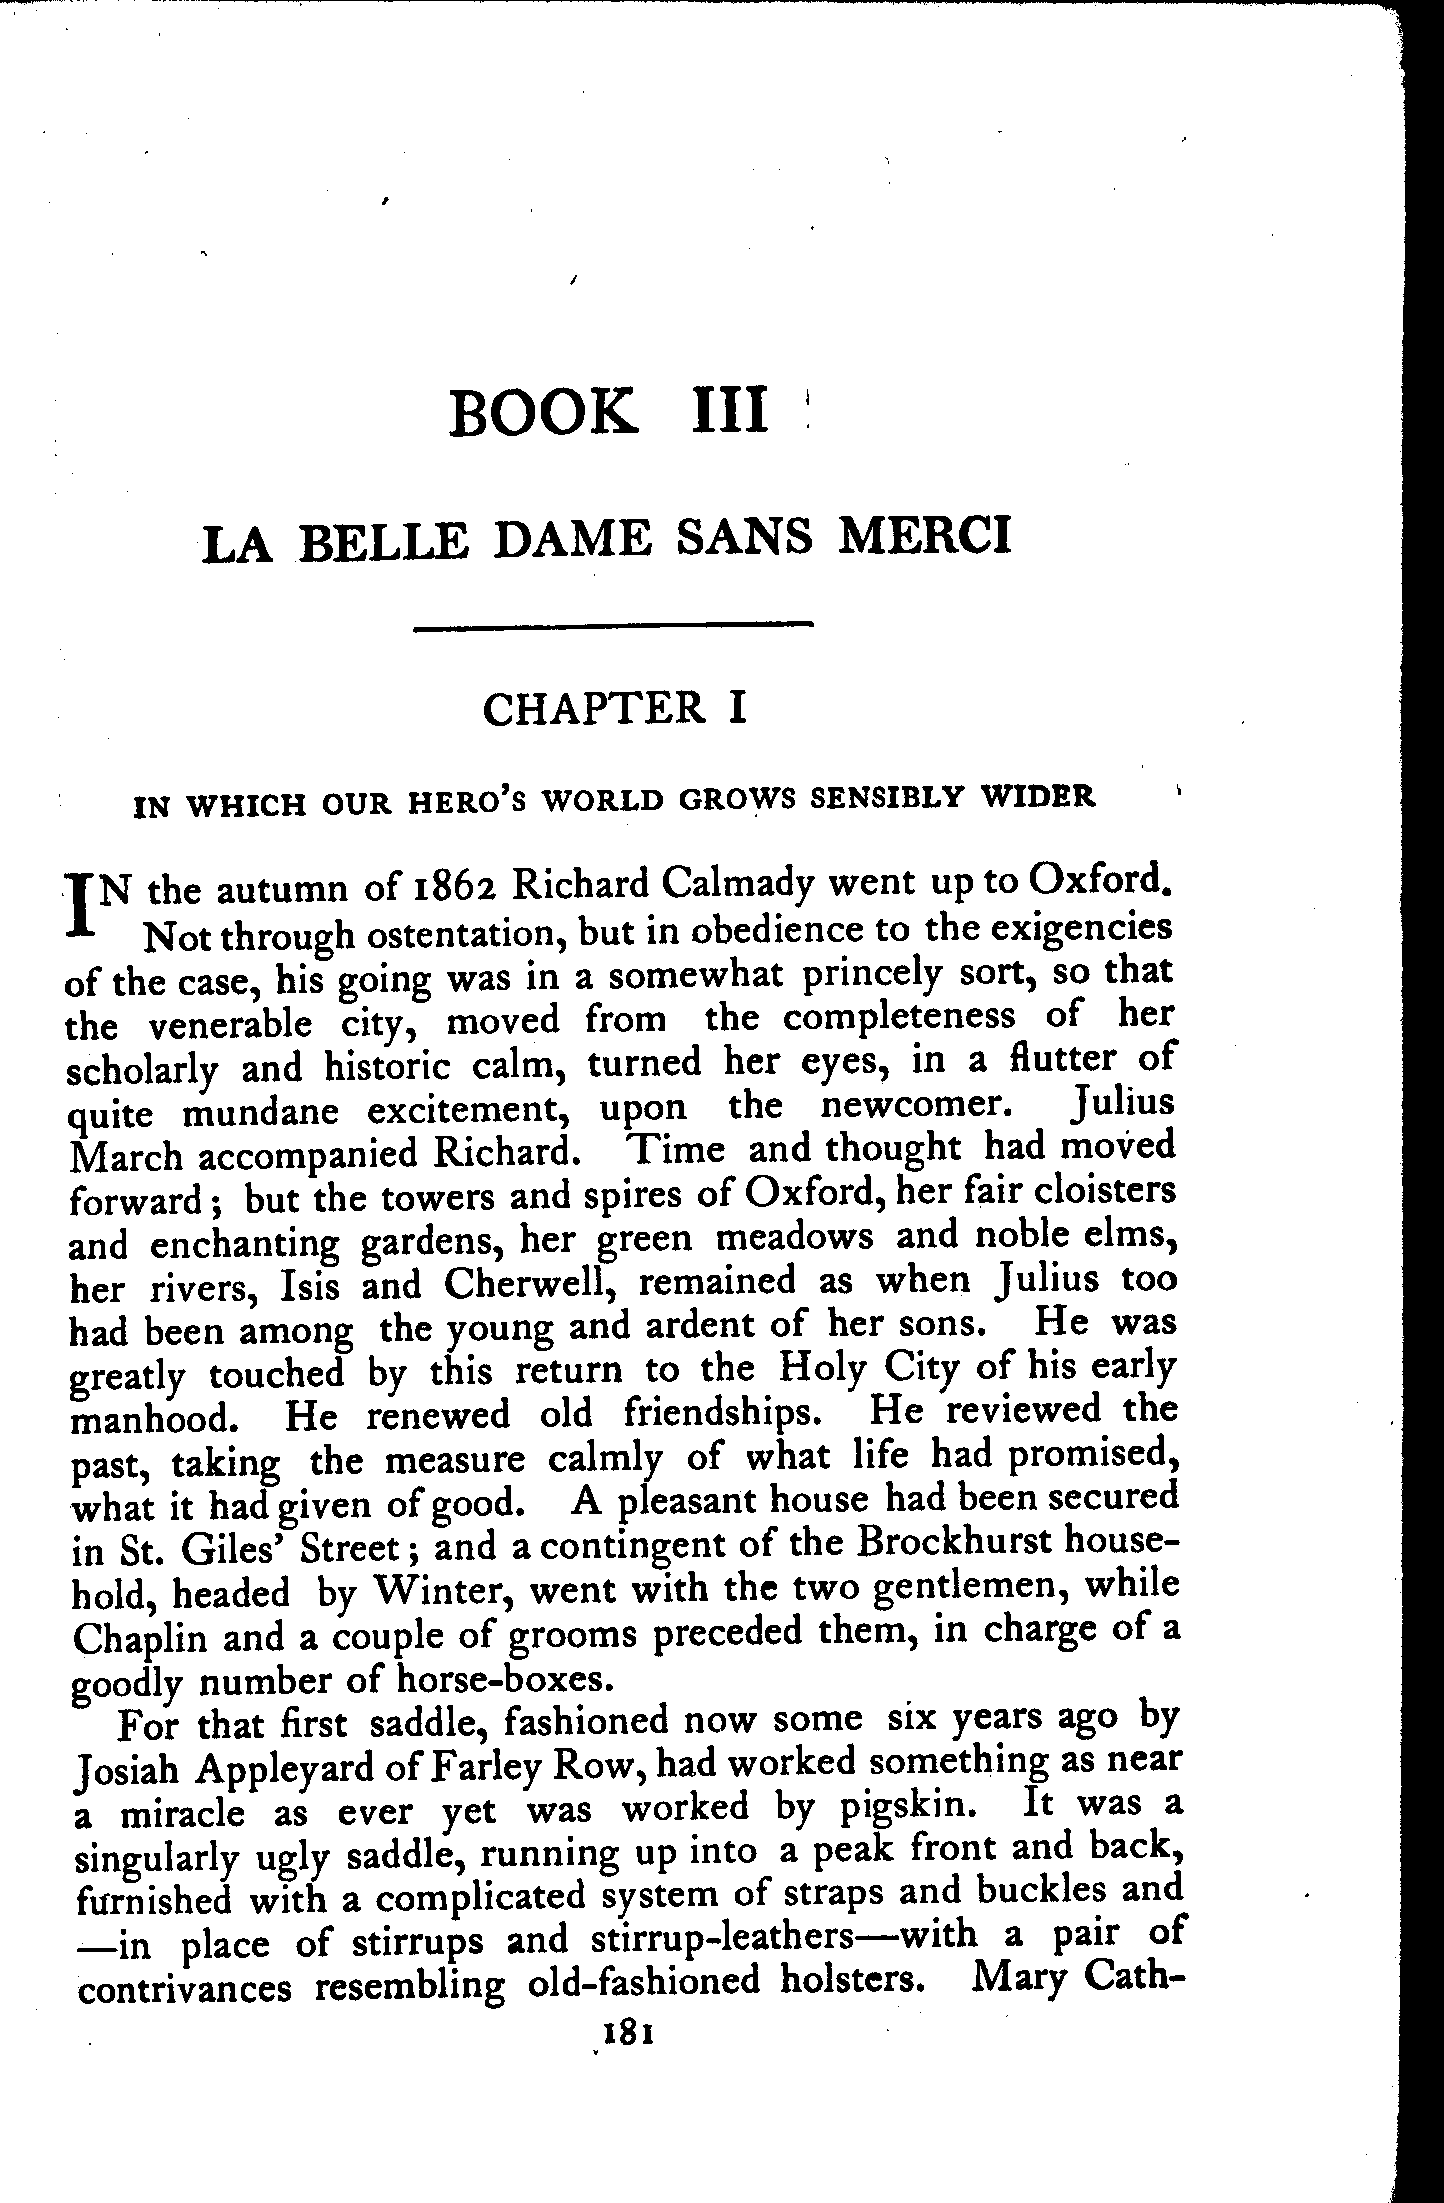 BOOK III
LA BELLE DAME SANS MERCI
CHAPTER I
IN WHICH OUR HERO'S WORLD GROWS SENSIBLY WIDER
IN the autumn of 1862 Richard Calmady went up to Oxford.
Not through ostentation, but in obedience to the exigencies
of the case, his going was in a somewhat princely sort, so that
the venerable city, moved from the completeness of her
scholarly and historic calm, turned her eyes, in a flutter of
quite mundane excitement, upon the newcomer. Julius
March accompanied Richard. Time and thought had moved
forward; but the towers and spires of Oxford, her fair cloisters
and enchanting gardens, her green meadows and noble elms,
her rivers, Isis and Cherwell, remained as when Julius too
had been among the young and ardent of her sons. He was
greatly touched by this return to the Holy City of his early
manhood. He renewed old friendships. He reviewed the
past, taking the measure calmly of what life had promised,
what it had given of good. A pleasant house had been secured
in St. Giles' Street; and a contingent of the Brockhurst house-
hold, headed by Winter, went with the two gentlemen, while
Chaplin and a couple of grooms preceded them, in charge of a
goodly number of horse-boxes.
For that first saddle, fashioned now some six years ago by
Josiah Appleyard of Farley Row, had worked something as near
a miracle as ever yet was worked by pigskin. It was a
singularly ugly saddle, running up into a peak front and back,
furnished with a complicated system of straps and buckles and
—in place of stirrups and stirrup-leathers—with a pair of
contrivances resembling old-fashioned holsters. Mary Cath-
181